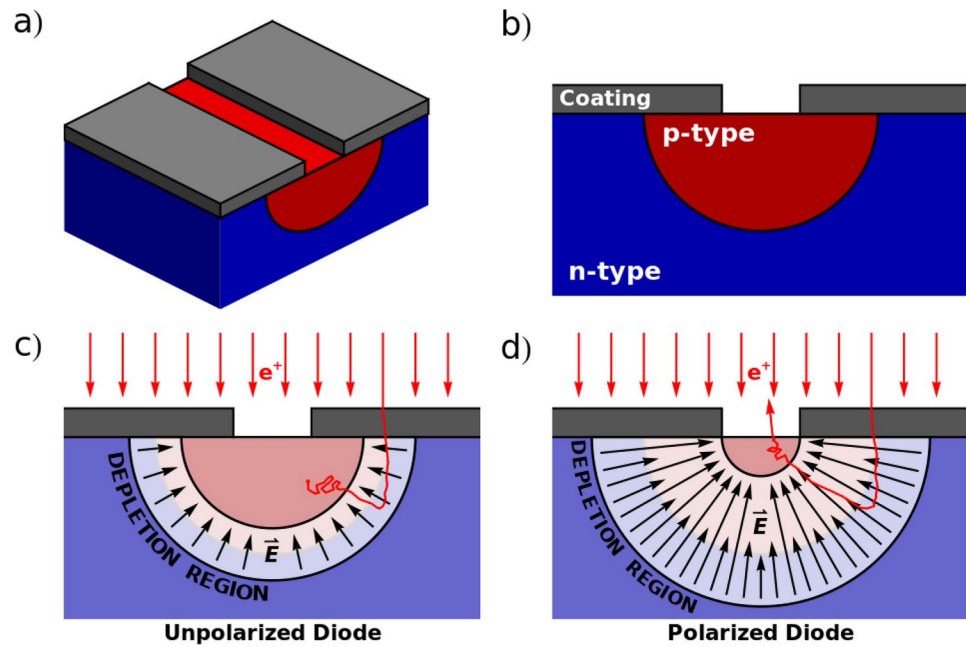 a)
b)
Coating
p-type
n-type
c)
e⁺
DEPLETION REGION
E⃗
Unpolarized Diode
d)
e⁺
DEPLETION REGION
E⃗
Polarized Diode